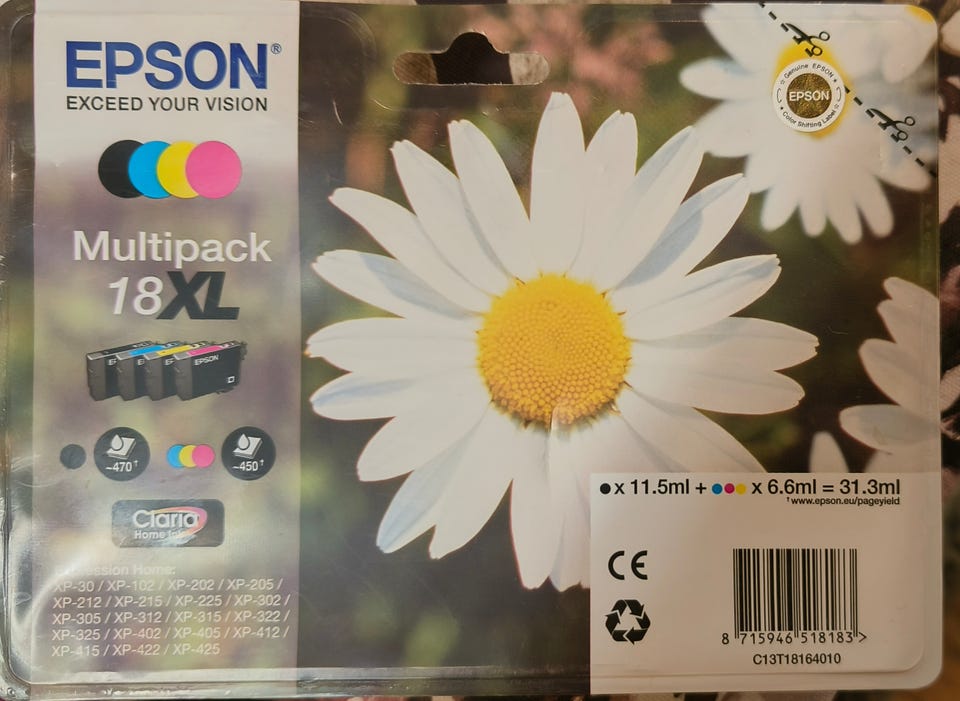 EPSON®
EXCEED YOUR VISION
Multipack
18XL
EPSON
~470†
~450†
Claria
Home Ink
Expression Home:
XP-30 / XP-102 / XP-202 / XP-205 /
XP-212 / XP-215 / XP-225 / XP-302 /
XP-305 / XP-312 / XP-315 / XP-322 /
XP-325 / XP-402 / XP-405 / XP-412 /
XP-415 / XP-422 / XP-425
Genuine EPSON
EPSON
Color Shifting Label
x 11.5ml + x 6.6ml = 31.3ml
†www.epson.eu/pageyield
CE
8 715946 518183 >
C13T18164010